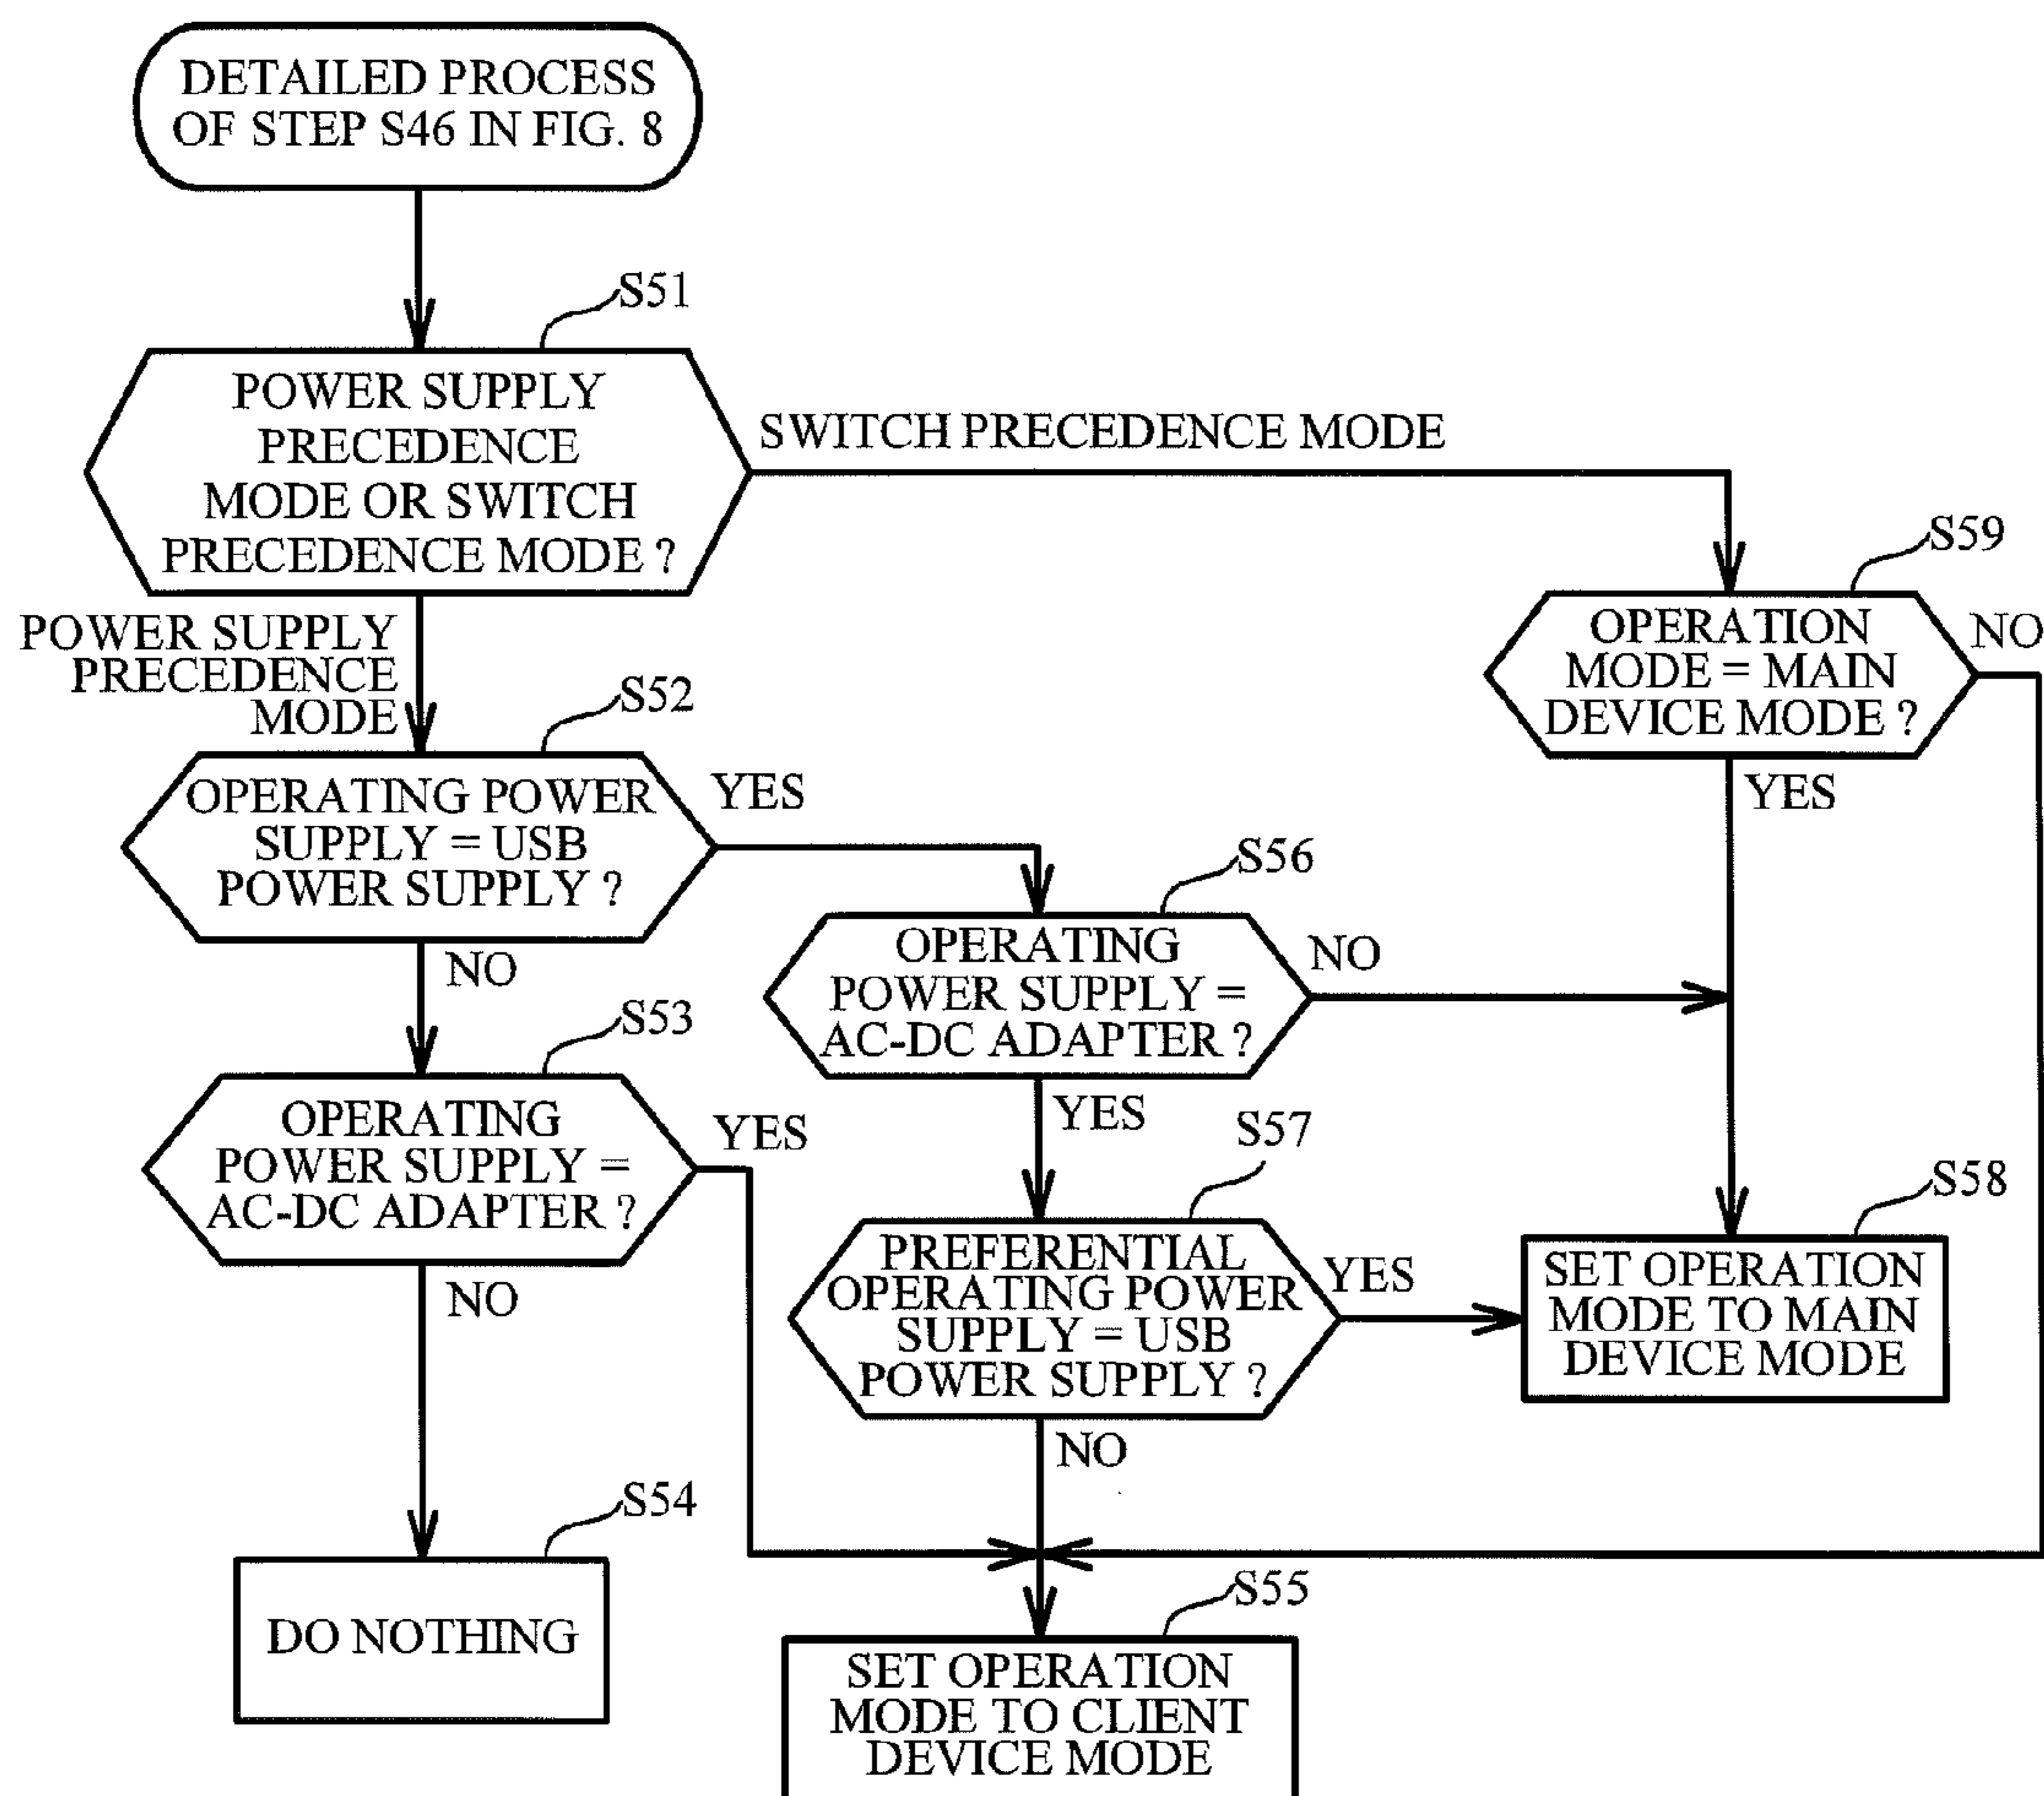 DETAILED PROCESS
OF STEP S46 IN FIG. 8
S51
POWER SUPPLY
PRECEDENCE
MODE OR SWITCH
PRECEDENCE MODE ?
SWITCH PRECEDENCE MODE
POWER SUPPLY
PRECEDENCE
MODE
S59
OPERATION
MODE = MAIN
DEVICE MODE ?
NO
YES
S52
OPERATING POWER
SUPPLY = USB
POWER SUPPLY ?
YES
NO
S56
OPERATING
POWER SUPPLY =
AC-DC ADAPTER ?
NO
YES
S53
OPERATING
POWER SUPPLY =
AC-DC ADAPTER ?
YES
NO
S57
PREFERENTIAL
OPERATING POWER
SUPPLY = USB
POWER SUPPLY ?
YES
NO
S58
SET OPERATION
MODE TO MAIN
DEVICE MODE
S54
DO NOTHING
S55
SET OPERATION
MODE TO CLIENT
DEVICE MODE